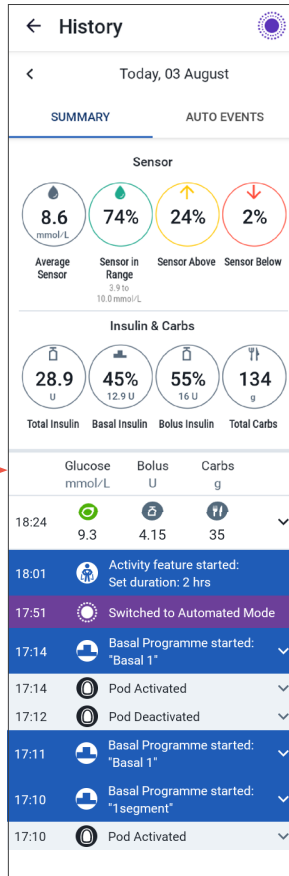 History
Today, 03 August
SUMMARY AUTO EVENTS
Sensor
8.6 74% 24% 2%
mmol/L
Average Sensor in Sensor Above Sensor Below
Sensor Range
3.9 to
10.0 mmol/L
Insulin & Carbs
28.9 45% 55% 134
U 12.9 U 16 U g
Total Insulin Basal Insulin Bolus Insulin Total Carbs
Glucose Bolus Carbs
mmol/L U g
18:24
9.3 4.15 35
18:01 Activity feature started:
Set duration: 2 hrs
17:51 Switched to Automated Mode
17:14 Basal Programme started:
"Basal 1"
17:14 Pod Activated
17:12 Pod Deactivated
17:11 Basal Programme started:
"Basal 1"
17:10 Basal Programme started:
"1segment"
17:10 Pod Activated